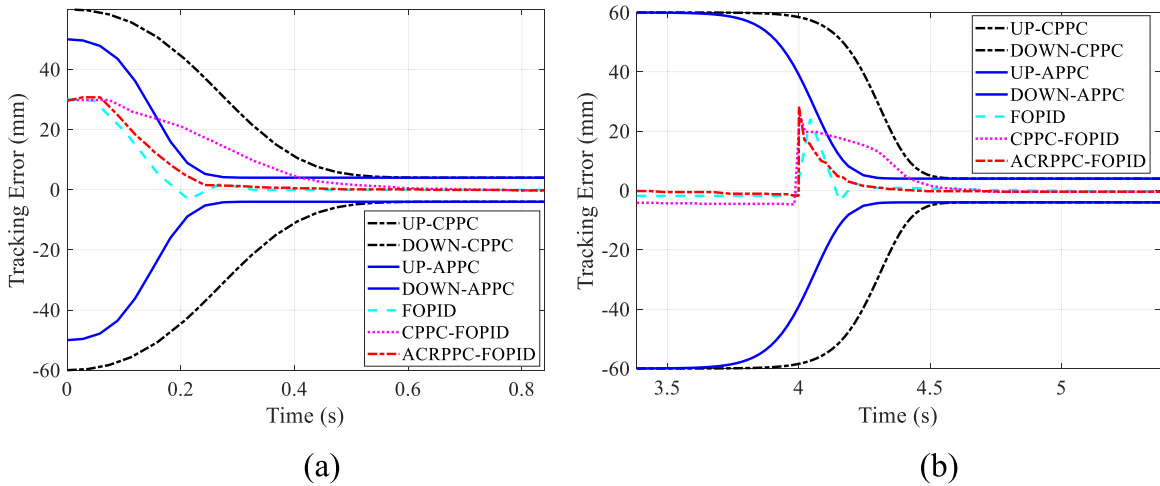 40
20
0
-20
-40
-60
Tracking Error (mm)
0
0.2
0.4
0.6
0.8
Time (s)
UP-CPPC
DOWN-CPPC
UP-APPC
DOWN-APPC
FOPID
CPPC-FOPID
ACRPPC-FOPID
(a)
60
40
20
0
-20
-40
-60
Tracking Error (mm)
3.5
4
4.5
5
Time (s)
UP-CPPC
DOWN-CPPC
UP-APPC
DOWN-APPC
FOPID
CPPC-FOPID
ACRPPC-FOPID
(b)